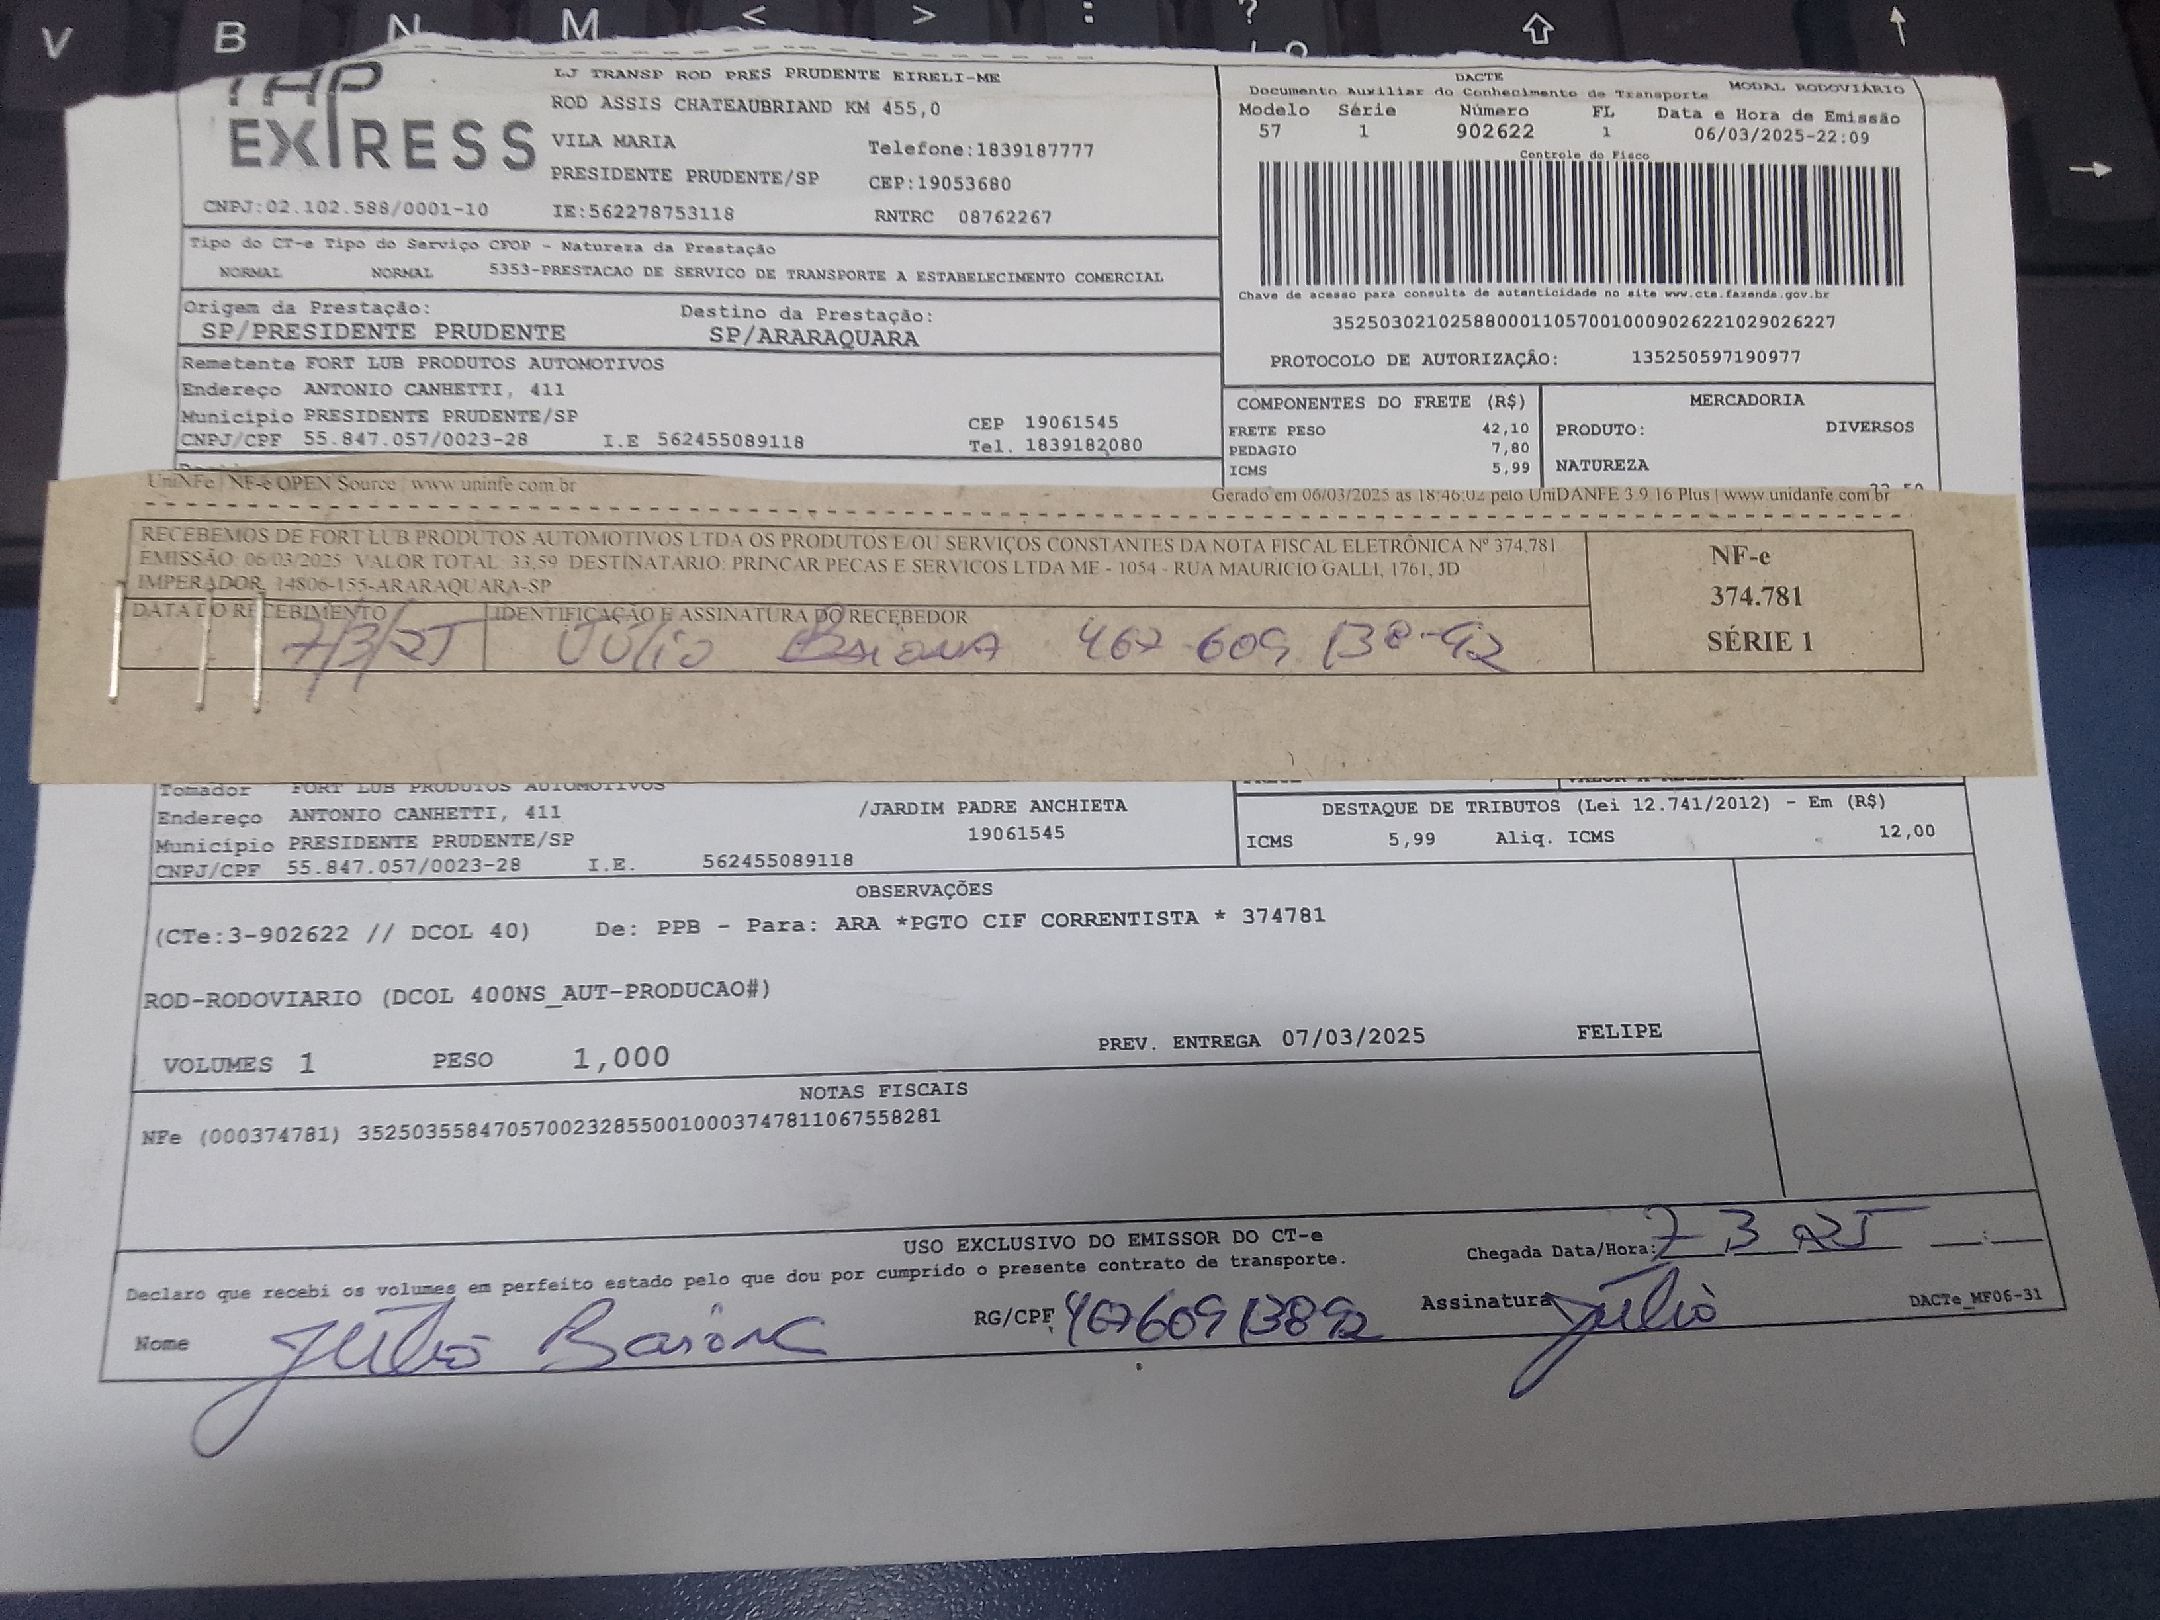 V B N M < > : ?
TAP
EXPRESS
LJ TRANSP ROD PRES PRUDENTE EIRELI-ME
ROD ASSIS CHATEAUBRIAND KM 455,0
VILA MARIA Telefone:1839187777
PRESIDENTE PRUDENTE/SP CEP:19053680
CNPJ:02.102.588/0001-10 IE:562278753118 RNTRC 08762267
DACTE
Documento Auxiliar do Conhecimento de Transporte MODAL RODOVIÁRIO
Modelo Série Número FL Data e Hora de Emissão
57 1 902622 1 06/03/2025-22:09
Controle do Fisco
Chave de acesso para consulta de autenticidade no site www.cte.fazenda.gov.br
35250302102588000110570010009026221029026227
PROTOCOLO DE AUTORIZAÇÃO: 135250597190977
Tipo do CT-e Tipo do Serviço CFOP - Natureza da Prestação
NORMAL NORMAL 5353-PRESTACAO DE SERVICO DE TRANSPORTE A ESTABELECIMENTO COMERCIAL
Origem da Prestação: Destino da Prestação:
SP/PRESIDENTE PRUDENTE SP/ARARAQUARA
Remetente FORT LUB PRODUTOS AUTOMOTIVOS
Endereço ANTONIO CANHETTI, 411
Município PRESIDENTE PRUDENTE/SP CEP 19061545
CNPJ/CPF 55.847.057/0023-28 I.E 562455089118 Tel. 1839182080
COMPONENTES DO FRETE (R$) MERCADORIA
FRETE PESO 42,10 PRODUTO: DIVERSOS
PEDAGIO 7,80
ICMS 5,99 NATUREZA
UniNFe | NF-e OPEN Source | www.uninfe.com.br Gerado em 06/03/2025 as 18:46:02 pelo UniDANFE 3.9.16 Plus | www.unidanfe.com.br
RECEBEMOS DE FORT LUB PRODUTOS AUTOMOTIVOS LTDA OS PRODUTOS E/OU SERVIÇOS CONSTANTES DA NOTA FISCAL ELETRÔNICA Nº 374.781
EMISSÃO: 06/03/2025 VALOR TOTAL: 33,59 DESTINATÁRIO: PRINCAR PECAS E SERVICOS LTDA ME - 1054 - RUA MAURICIO GALLI, 1761, JD
IMPERADOR, 14806-155-ARARAQUARA-SP
DATA DO RECEBIMENTO IDENTIFICAÇÃO E ASSINATURA DO RECEBEDOR
7/3/25 Júlio Baiona 467 609 138-92
NF-e
374.781
SÉRIE 1
Tomador FORT LUB PRODUTOS AUTOMOTIVOS
Endereço ANTONIO CANHETTI, 411 /JARDIM PADRE ANCHIETA
Município PRESIDENTE PRUDENTE/SP 19061545
CNPJ/CPF 55.847.057/0023-28 I.E. 562455089118
DESTAQUE DE TRIBUTOS (Lei 12.741/2012) - Em (R$)
ICMS 5,99 Aliq. ICMS 12,00
OBSERVAÇÕES
(CTe:3-902622 // DCOL 40) De: PPB - Para: ARA *PGTO CIF CORRENTISTA * 374781
ROD-RODOVIARIO (DCOL 400NS_AUT-PRODUCAO#)
VOLUMES 1 PESO 1,000 PREV. ENTREGA 07/03/2025 FELIPE
NOTAS FISCAIS
NFe (000374781) 35250355847057002328550010003747811067558281
USO EXCLUSIVO DO EMISSOR DO CT-e
Declaro que recebi os volumes em perfeito estado pelo que dou por cumprido o presente contrato de transporte. Chegada Data/Hora: 7 3 25 __:__
Nome Júlio Baiona RG/CPF 46760913892 Assinatura Júlio DACTe_MF06-31